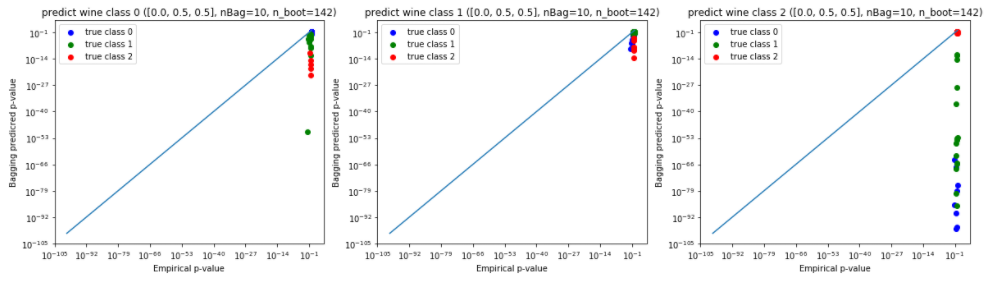 predict wine class 0 ([0.0, 0.5, 0.5], nBag=10, n_boot=142)
true class 0
true class 1
true class 2
10⁻¹
10⁻¹⁴
10⁻²⁷
10⁻⁴⁰
10⁻⁵³
10⁻⁶⁶
10⁻⁷⁹
10⁻⁹²
10⁻¹⁰⁵
Bagging predicred p-value
10⁻¹⁰⁵ 10⁻⁹² 10⁻⁷⁹ 10⁻⁶⁶ 10⁻⁵³ 10⁻⁴⁰ 10⁻²⁷ 10⁻¹⁴ 10⁻¹
Empirical p-value
predict wine class 1 ([0.0, 0.5, 0.5], nBag=10, n_boot=142)
true class 0
true class 1
true class 2
10⁻¹
10⁻¹⁴
10⁻²⁷
10⁻⁴⁰
10⁻⁵³
10⁻⁶⁶
10⁻⁷⁹
10⁻⁹²
10⁻¹⁰⁵
Bagging predicred p-value
10⁻¹⁰⁵ 10⁻⁹² 10⁻⁷⁹ 10⁻⁶⁶ 10⁻⁵³ 10⁻⁴⁰ 10⁻²⁷ 10⁻¹⁴ 10⁻¹
Empirical p-value
predict wine class 2 ([0.0, 0.5, 0.5], nBag=10, n_boot=142)
true class 0
true class 1
true class 2
10⁻¹
10⁻¹⁴
10⁻²⁷
10⁻⁴⁰
10⁻⁵³
10⁻⁶⁶
10⁻⁷⁹
10⁻⁹²
10⁻¹⁰⁵
Bagging predicred p-value
10⁻¹⁰⁵ 10⁻⁹² 10⁻⁷⁹ 10⁻⁶⁶ 10⁻⁵³ 10⁻⁴⁰ 10⁻²⁷ 10⁻¹⁴ 10⁻¹
Empirical p-value